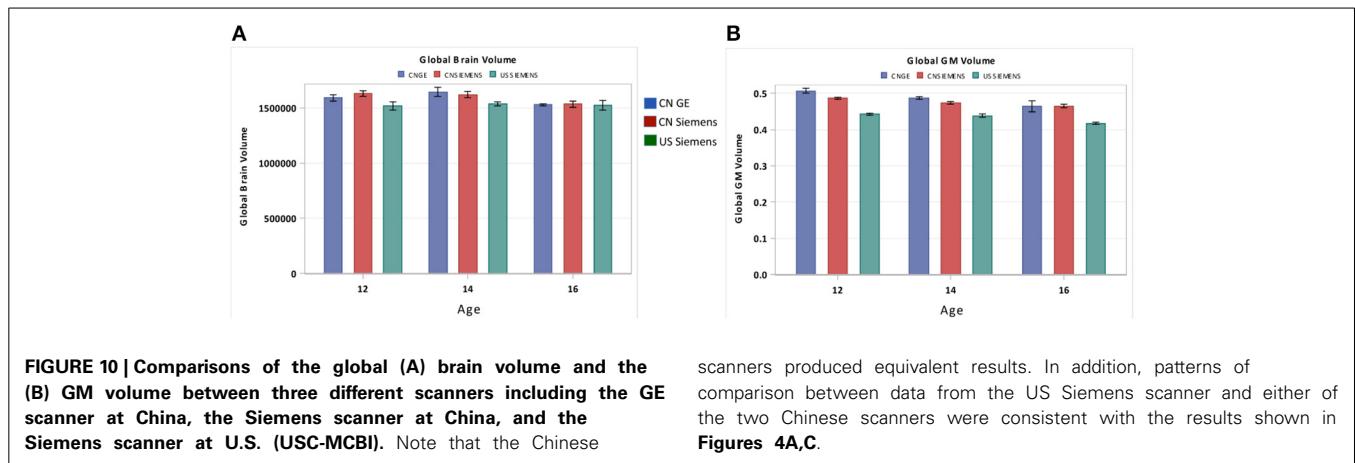 A
Global Brain Volume
CNGE CNSIEMENS US SIEMENS
Global Brain Volume
1500000
1000000
500000
0
12 14 16
Age
CN GE
CN Siemens
US Siemens
B
Global GM Volume
CNGE CNSIEMENS US SIEMENS
Global GM Volume
0.5
0.4
0.3
0.2
0.1
0.0
12 14 16
Age
FIGURE 10 | Comparisons of the global (A) brain volume and the
(B) GM volume between three different scanners including the GE
scanner at China, the Siemens scanner at China, and the
Siemens scanner at U.S. (USC-MCBI). Note that the Chinese
scanners produced equivalent results. In addition, patterns of
comparison between data from the US Siemens scanner and either of
the two Chinese scanners were consistent with the results shown in
Figures 4A,C.